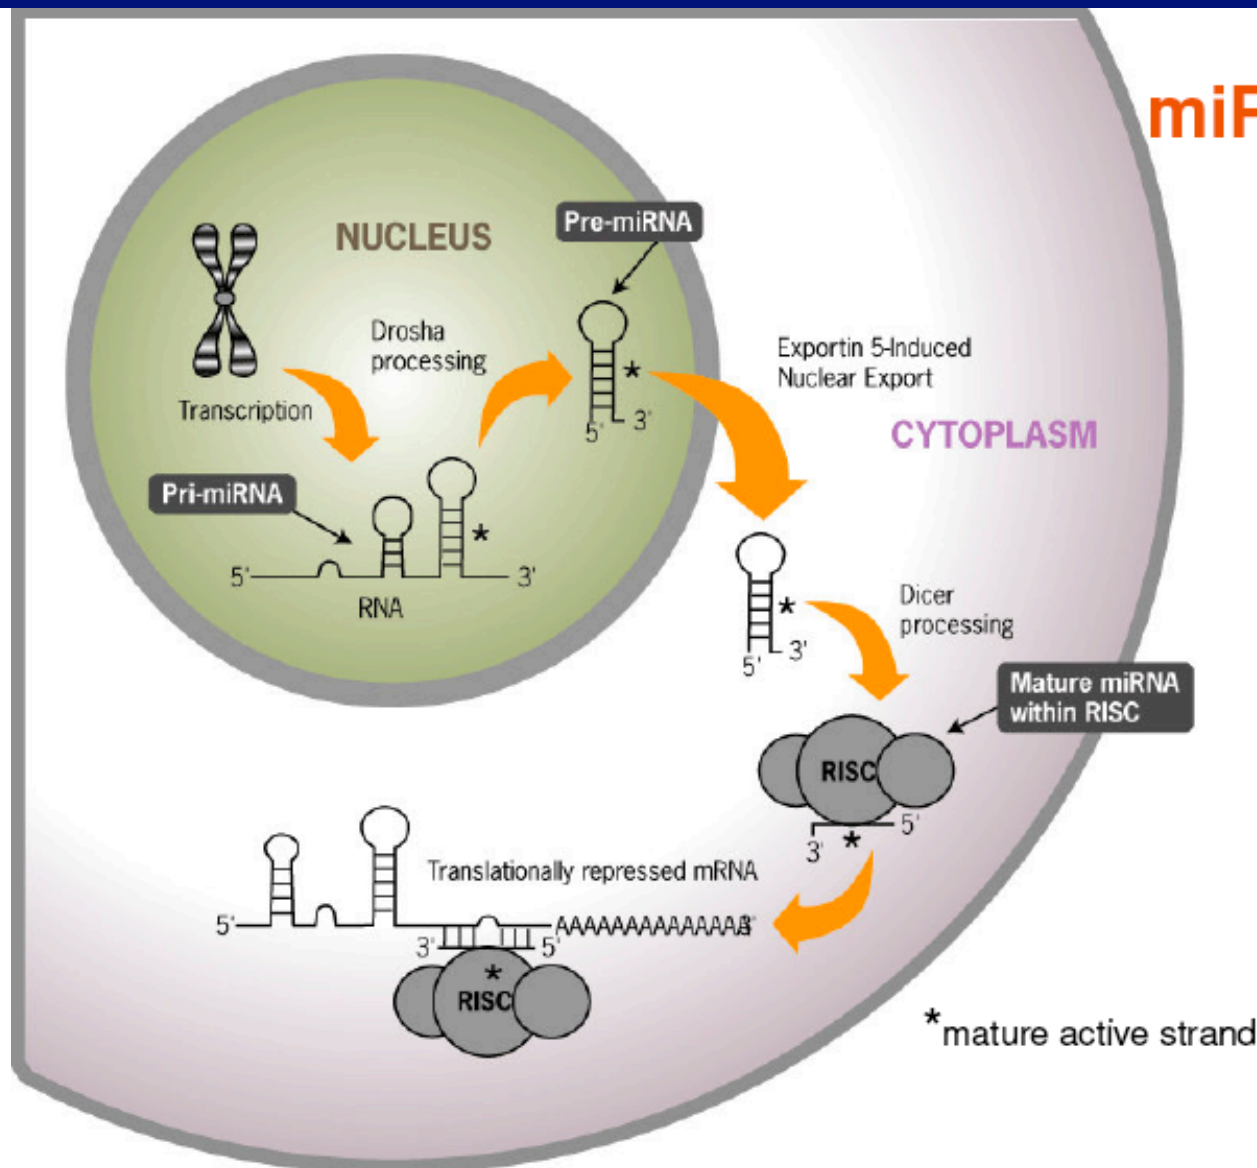 miR
NUCLEUS
Pre-miRNA
Drosha
processing
Transcription
5'
3'
*
Exportin 5-Induced
Nuclear Export
CYTOPLASM
Pri-miRNA
*
5'
3'
RNA
*
5'
3'
Dicer
processing
Mature miRNA
within RISC
RISC
3'
*
5'
Translationally repressed mRNA
5'
AAAAAAAAAAAAAA3'
3'
5'
*
RISC
*mature active strand